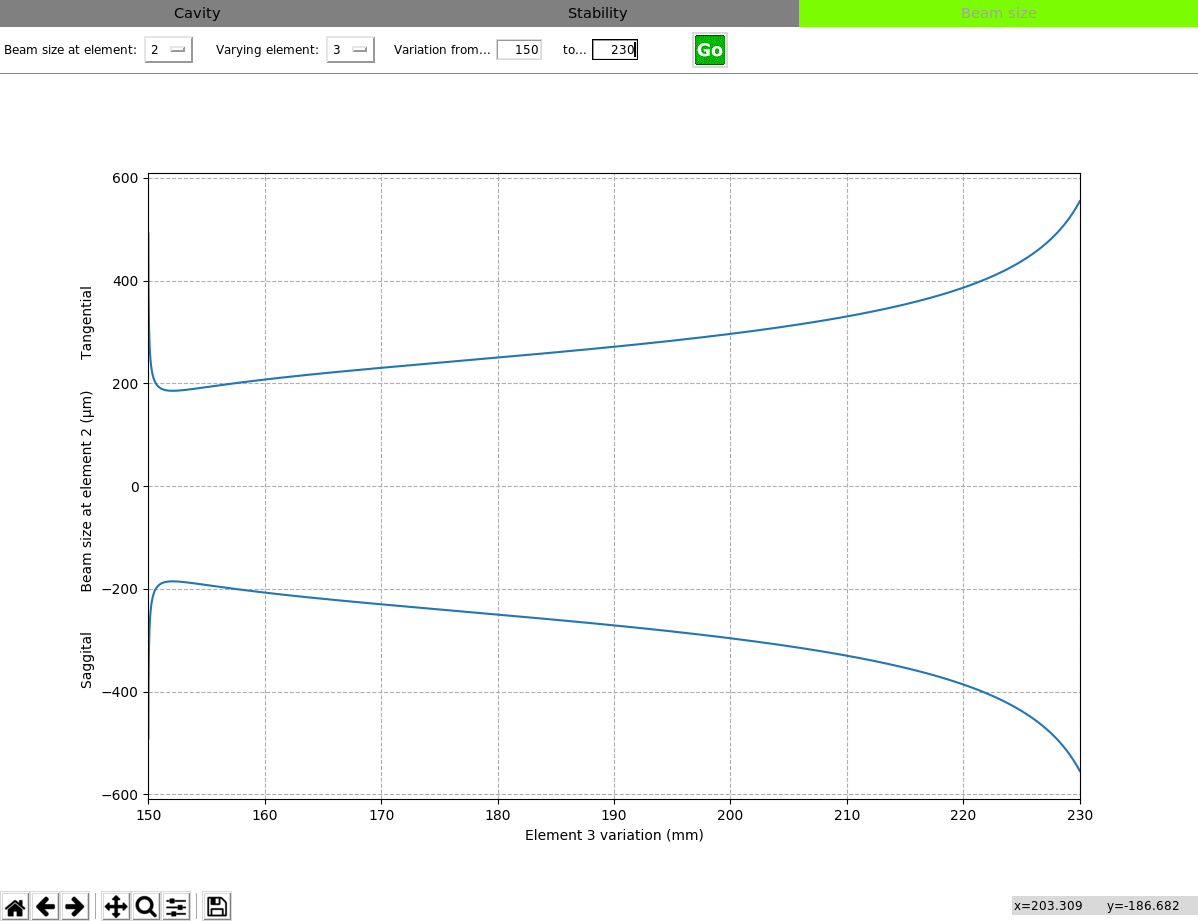 Cavity Stability Beam size
Beam size at element: 2 Varying element: 3 Variation from... 150 to... 230 Go
600
400
200
0
−200
−400
−600
Tangential
Beam size at element 2 (µm)
Saggital
150 160 170 180 190 200 210 220 230
Element 3 variation (mm)
x=203.309 y=-186.682